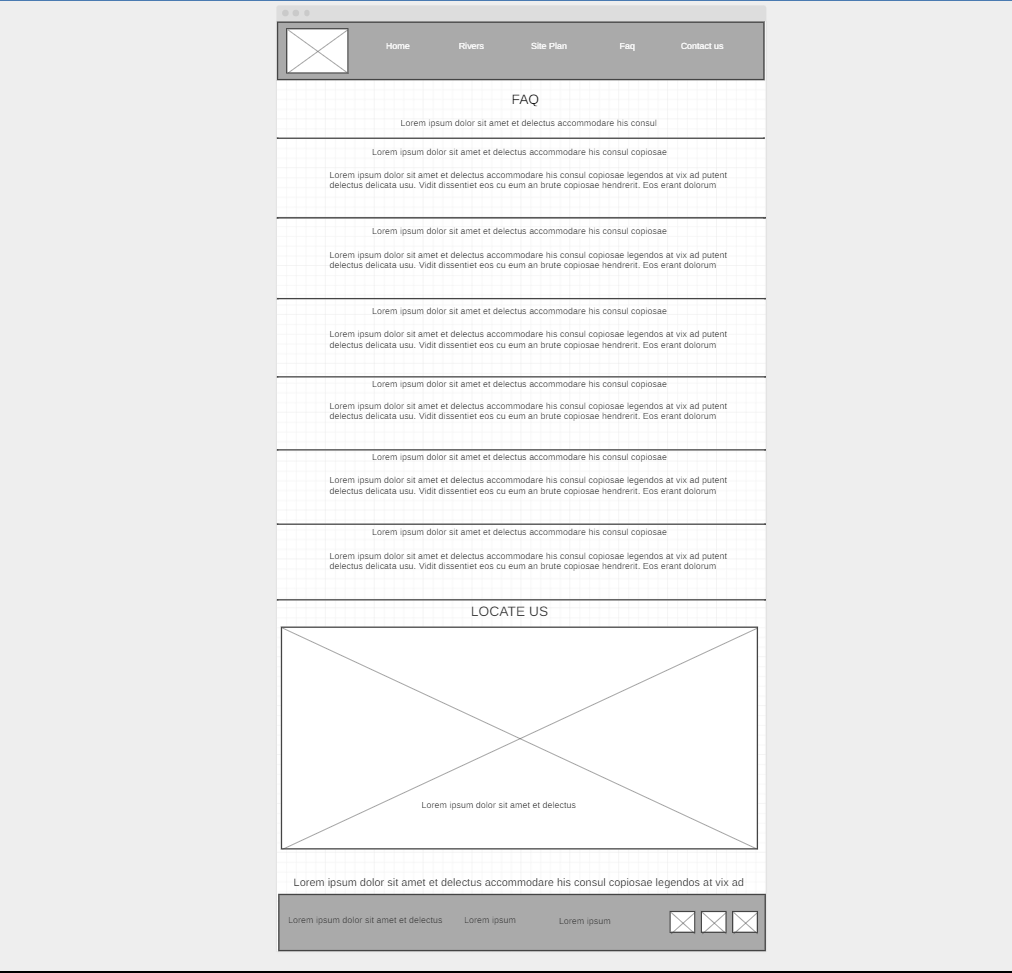 Home Rivers Site Plan Faq Contact us
FAQ
Lorem ipsum dolor sit amet et delectus accommodare his consul
Lorem ipsum dolor sit amet et delectus accommodare his consul copiosae
Lorem ipsum dolor sit amet et delectus accommodare his consul copiosae legendos at vix ad putent
delectus delicata usu. Vidit dissentiet eos cu eum an brute copiosae hendrerit. Eos erant dolorum
Lorem ipsum dolor sit amet et delectus accommodare his consul copiosae
Lorem ipsum dolor sit amet et delectus accommodare his consul copiosae legendos at vix ad putent
delectus delicata usu. Vidit dissentiet eos cu eum an brute copiosae hendrerit. Eos erant dolorum
Lorem ipsum dolor sit amet et delectus accommodare his consul copiosae
Lorem ipsum dolor sit amet et delectus accommodare his consul copiosae legendos at vix ad putent
delectus delicata usu. Vidit dissentiet eos cu eum an brute copiosae hendrerit. Eos erant dolorum
Lorem ipsum dolor sit amet et delectus accommodare his consul copiosae
Lorem ipsum dolor sit amet et delectus accommodare his consul copiosae legendos at vix ad putent
delectus delicata usu. Vidit dissentiet eos cu eum an brute copiosae hendrerit. Eos erant dolorum
Lorem ipsum dolor sit amet et delectus accommodare his consul copiosae
Lorem ipsum dolor sit amet et delectus accommodare his consul copiosae legendos at vix ad putent
delectus delicata usu. Vidit dissentiet eos cu eum an brute copiosae hendrerit. Eos erant dolorum
Lorem ipsum dolor sit amet et delectus accommodare his consul copiosae
Lorem ipsum dolor sit amet et delectus accommodare his consul copiosae legendos at vix ad putent
delectus delicata usu. Vidit dissentiet eos cu eum an brute copiosae hendrerit. Eos erant dolorum
LOCATE US
Lorem ipsum dolor sit amet et delectus
Lorem ipsum dolor sit amet et delectus accommodare his consul copiosae legendos at vix ad
Lorem ipsum dolor sit amet et delectus Lorem ipsum Lorem ipsum